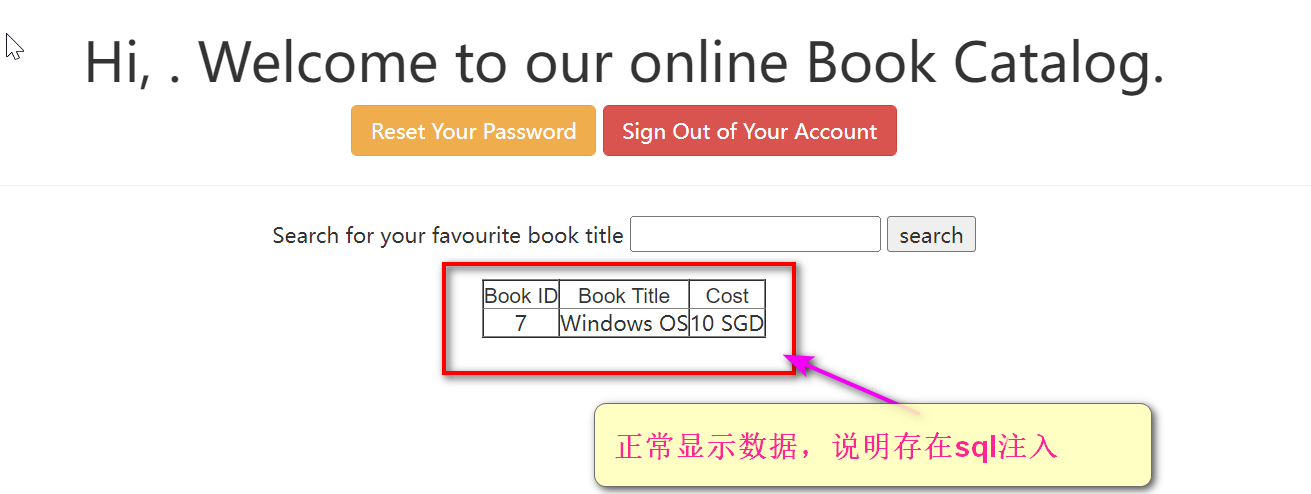 Hi, . Welcome to our online Book Catalog.
Reset Your Password Sign Out of Your Account
Search for your favourite book title search
Book ID Book Title Cost
7 Windows OS 10 SGD
正常显示数据，说明存在sql注入